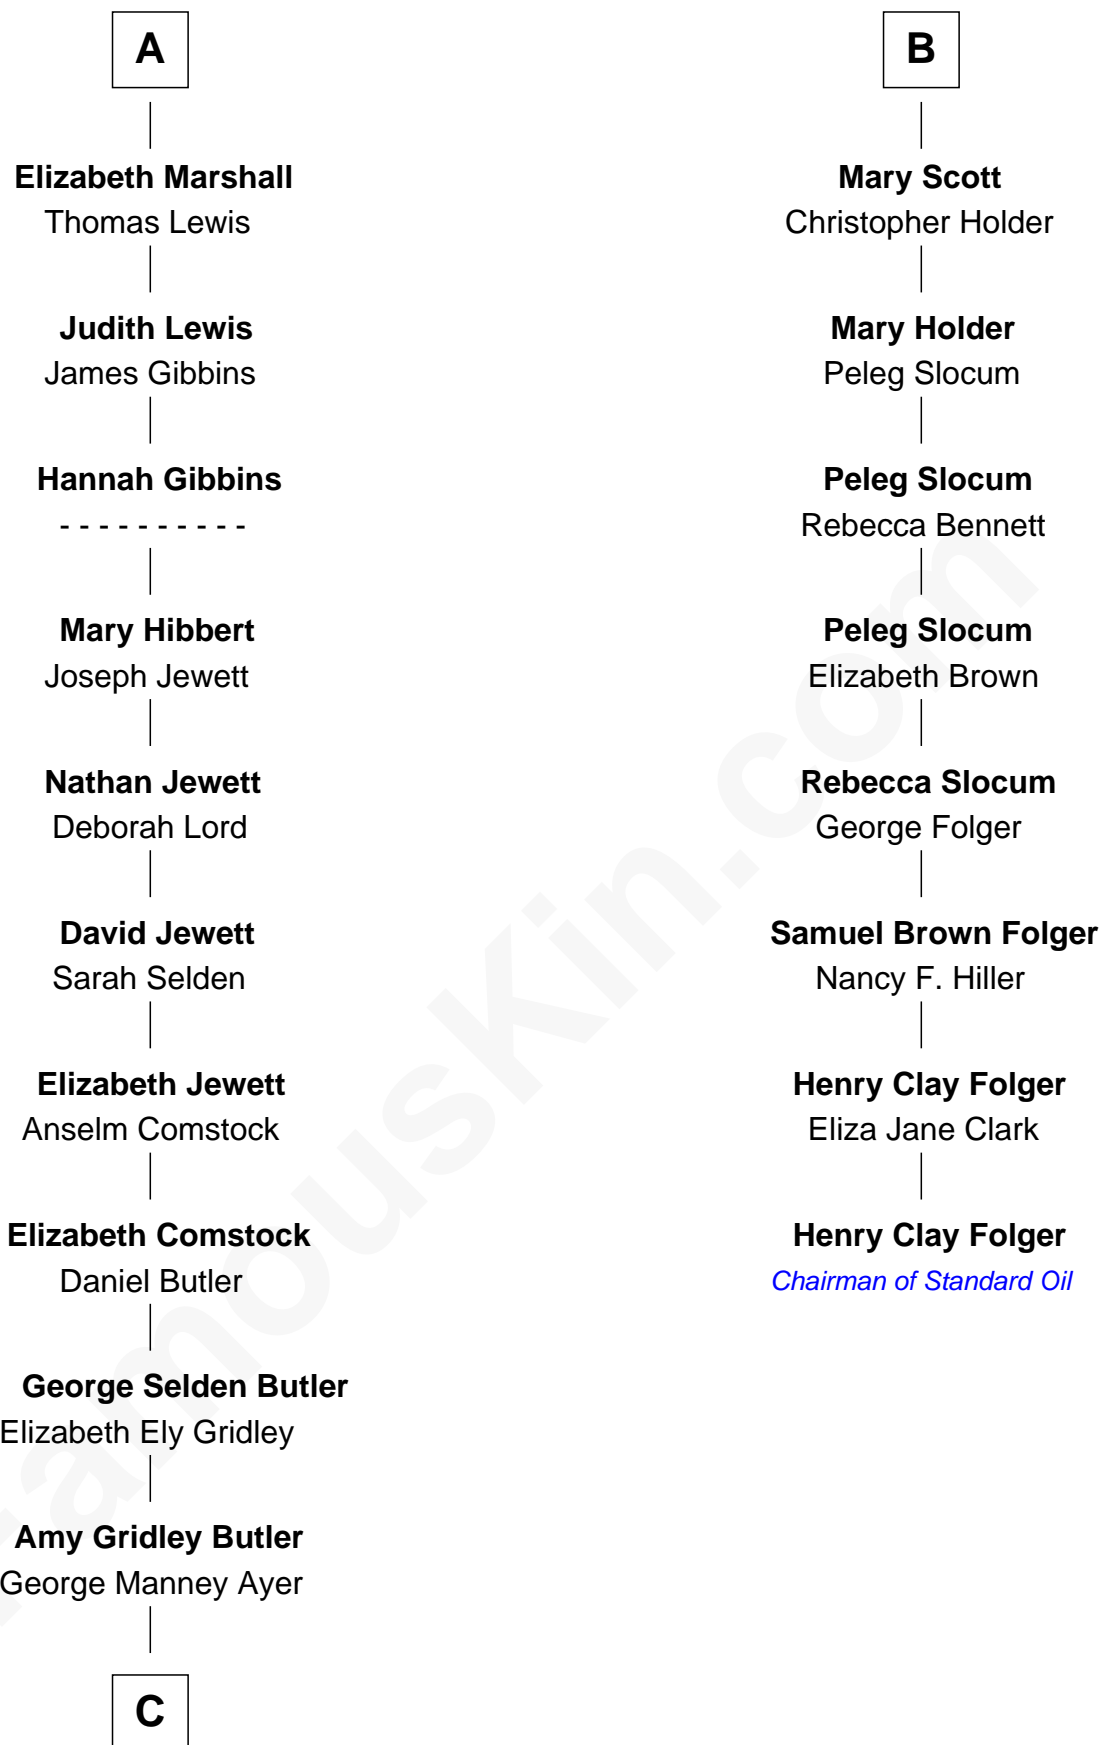 A
Elizabeth Marshall
Thomas Lewis
Judith Lewis
James Gibbins
Hannah Gibbins
- - - - - - - - - -
Mary Hibbert
Joseph Jewett
Nathan Jewett
Deborah Lord
David Jewett
Sarah Selden
Elizabeth Jewett
Anselm Comstock
Elizabeth Comstock
Daniel Butler
George Selden Butler
Elizabeth Ely Gridley
Amy Gridley Butler
George Manney Ayer
C
B
Mary Scott
Christopher Holder
Mary Holder
Peleg Slocum
Peleg Slocum
Rebecca Bennett
Peleg Slocum
Elizabeth Brown
Rebecca Slocum
George Folger
Samuel Brown Folger
Nancy F. Hiller
Henry Clay Folger
Eliza Jane Clark
Henry Clay Folger
Chairman of Standard Oil
FamousKin.com